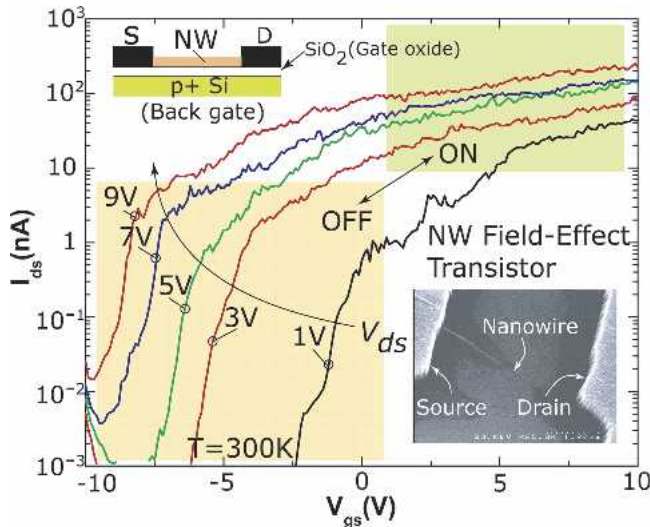 S NW D
SiO₂(Gate oxide)
p+ Si
(Back gate)
10³
10²
10
1
10⁻¹
10⁻²
10⁻³
I_ds(nA)
ON
OFF
9V
7V
5V
3V
1V
V_ds
NW Field-Effect
Transistor
Nanowire
Source Drain
T=300K
-10 -5 0 5 10
V_gs(V)